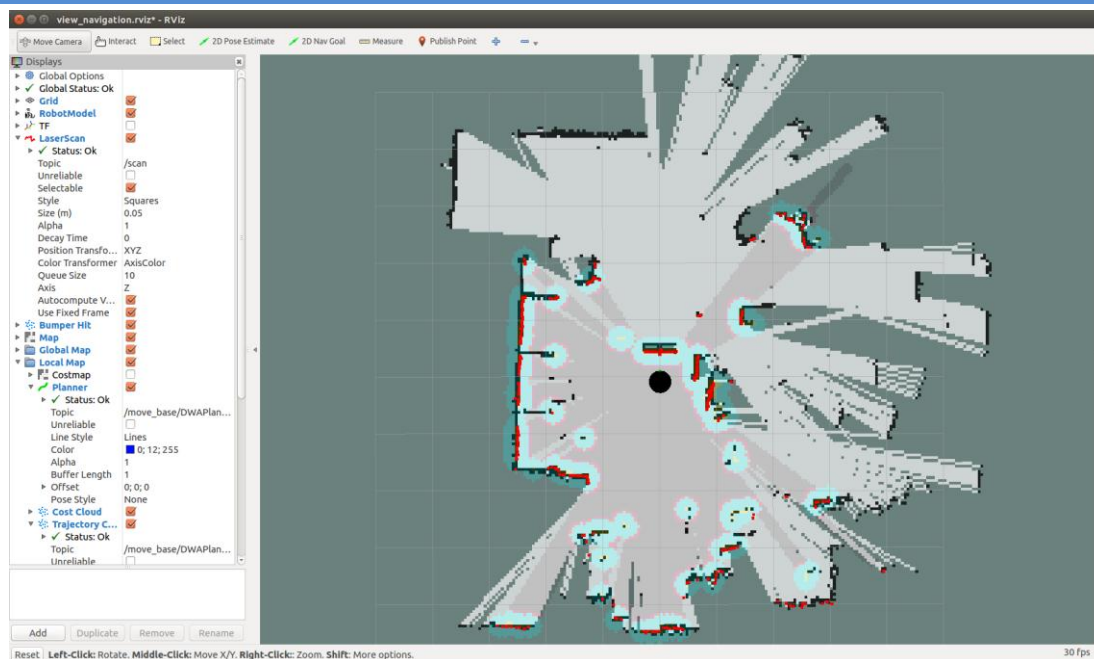 view_navigation.rviz* - RViz
Move Camera Interact Select 2D Pose Estimate 2D Nav Goal Measure Publish Point
Displays
Global Options
Global Status: Ok
Grid
RobotModel
TF
LaserScan
Status: Ok
Topic /scan
Unreliable
Selectable
Style Squares
Size (m) 0.05
Alpha 1
Decay Time 0
Position Transfo... XYZ
Color Transformer AxisColor
Queue Size 10
Axis Z
Autocompute V...
Use Fixed Frame
Bumper Hit
Map
Global Map
Local Map
Costmap
Planner
Status: Ok
Topic /move_base/DWAPlan...
Unreliable
Line Style Lines
Color 0; 12; 255
Alpha 1
Buffer Length 1
Offset 0; 0; 0
Pose Style None
Cost Cloud
Trajectory C...
Status: Ok
Topic /move_base/DWAPlan...
Unreliable
Add Duplicate Remove Rename
Reset Left-Click: Rotate. Middle-Click: Move X/Y. Right-Click:: Zoom. Shift: More options. 30 fps